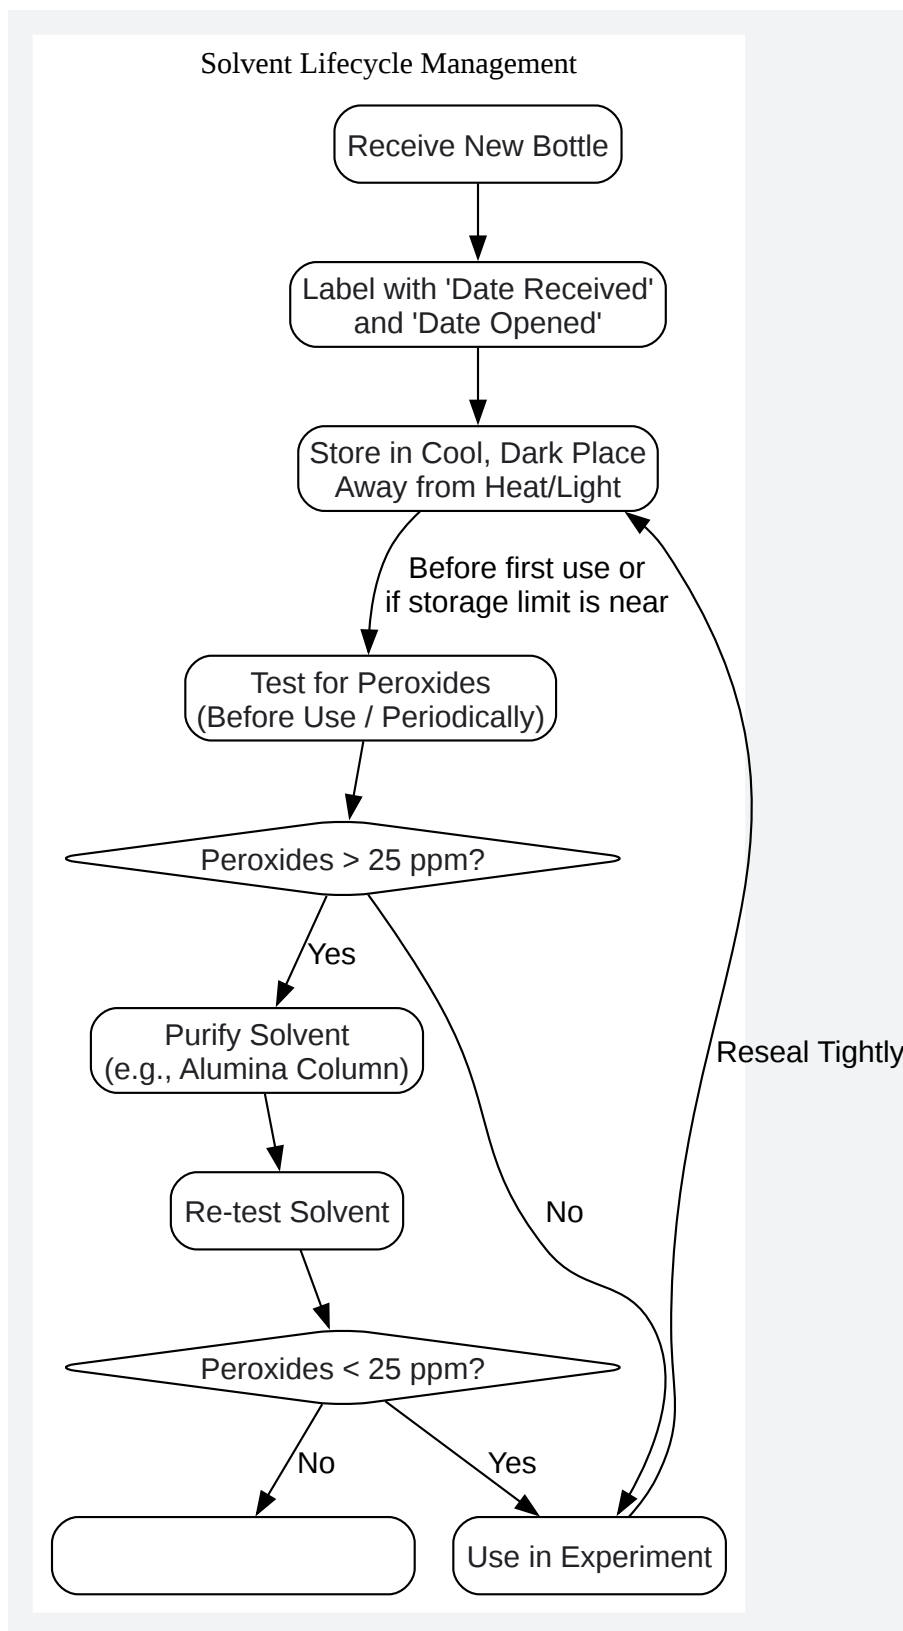 Solvent Lifecycle Management
Receive New Bottle
Label with 'Date Received'
and 'Date Opened'
Store in Cool, Dark Place
Away from Heat/Light
Before first use or
if storage limit is near
Test for Peroxides
(Before Use / Periodically)
Peroxides > 25 ppm?
Yes
Purify Solvent
(e.g., Alumina Column)
Reseal Tightly
Re-test Solvent
No
Peroxides < 25 ppm?
No
Yes
Use in Experiment